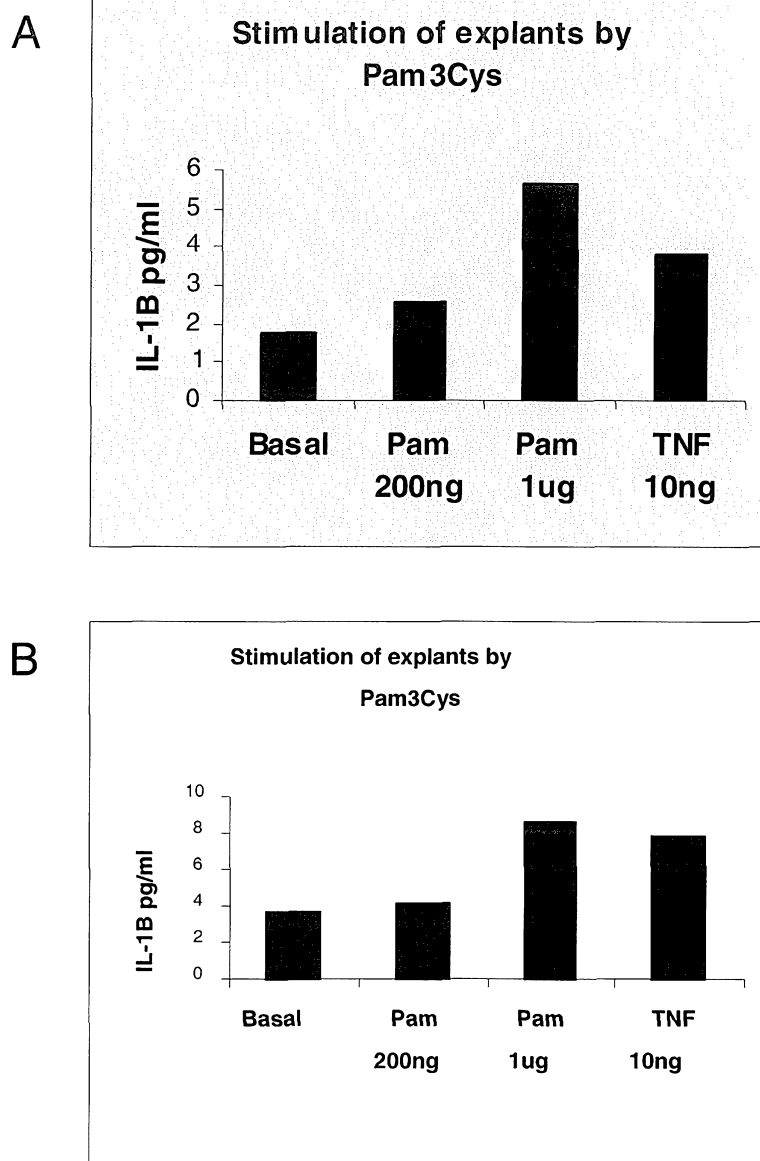 A
Stimulation of explants by
Pam3Cys
IL-1B pg/ml
6
5
4
3
2
1
0
Basal Pam Pam TNF
200ng 1ug 10ng
B
Stimulation of explants by
Pam3Cys
IL-1B pg/ml
10
8
6
4
2
0
Basal Pam Pam TNF
200ng 1ug 10ng